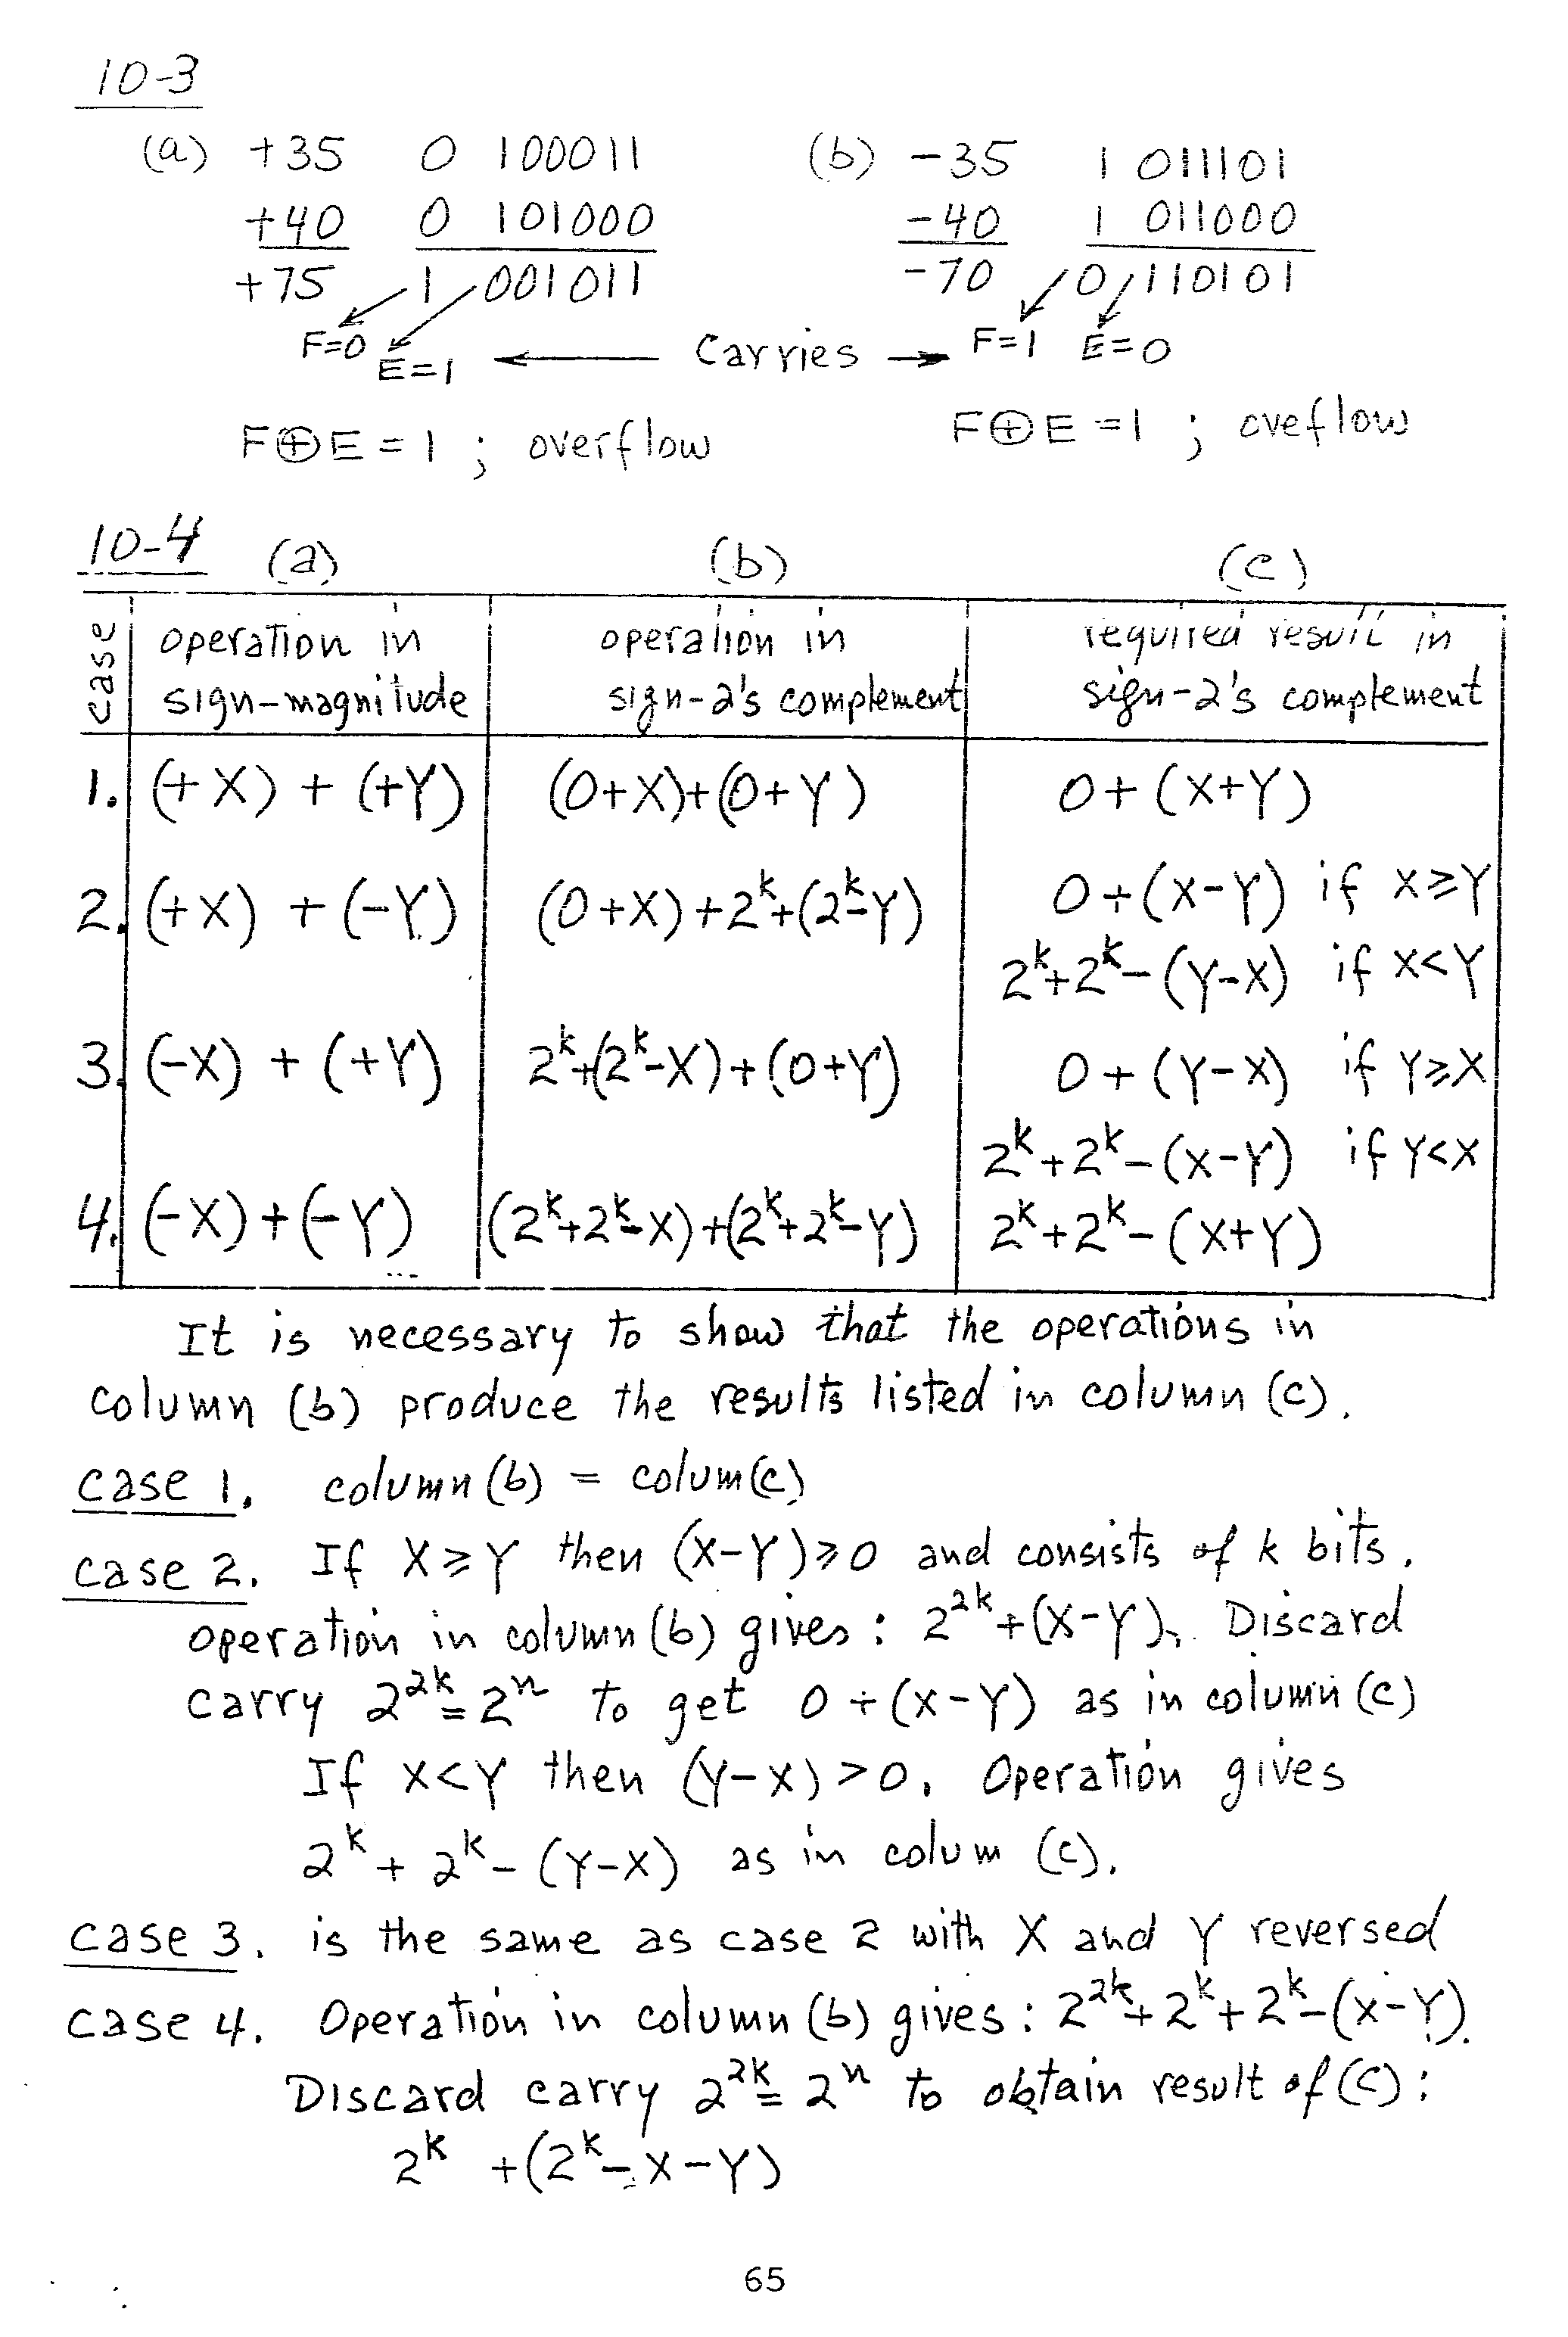 10-3
(a) +35 0 100011 (b) -35 1 011101
+40 0 101000 -40 1 011000
+75 1 001011 -70 0 110101
F=0 E=1 ← Carries → F=1 E=0
F⊕E = 1 ; overflow F⊕E = 1 ; oveflow
10-4 (a) (b) (c)
case operation in sign-magnitude operation in sign-2's complement required result in sign-2's complement
1. (+X) + (+Y) (0+X)+(0+Y) 0+(X+Y)
2. (+X) + (-Y) (0+X)+2^k+(2^k-Y) 0+(X-Y) if X≥Y
2^k+2^k-(Y-X) if X<Y
3. (-X) + (+Y) 2^k+(2^k-X)+(0+Y) 0+(Y-X) if Y≥X
2^k+2^k-(X-Y) if Y<X
4. (-X)+(-Y) (2^k+2^k-X)+(2^k+2^k-Y) 2^k+2^k-(X+Y)
It is necessary to show that the operations in
column (b) produce the results listed in column (c).
case 1. column (b) = colum(c)
case 2. If X≥Y then (X-Y)≥0 and consists of k bits.
operation in column (b) gives: 2^2k+(X-Y). Discard
carry 2^2k=2^n to get 0+(X-Y) as in column (c)
If X<Y then (Y-X)>0. Operation gives
2^k+2^k-(Y-X) as in colum (c).
case 3. is the same as case 2 with X and Y reversed
case 4. Operation in column (b) gives: 2^2k+2^k+2^k-(X-Y).
Discard carry 2^2k=2^n to obtain result of (C):
2^k +(2^k-X-Y)
65